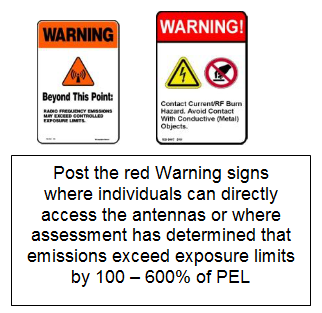 WARNING
Beyond This Point:
RADIO FREQUENCY EMISSIONS
MAY EXCEED CONTROLLED
EXPOSURE LIMITS.
WARNING!
Contact Current/RF Burn
Hazard. Avoid Contact
With Conductive (Metal)
Objects.
Post the red Warning signs
where individuals can directly
access the antennas or where
assessment has determined that
emissions exceed exposure limits
by 100 – 600% of PEL